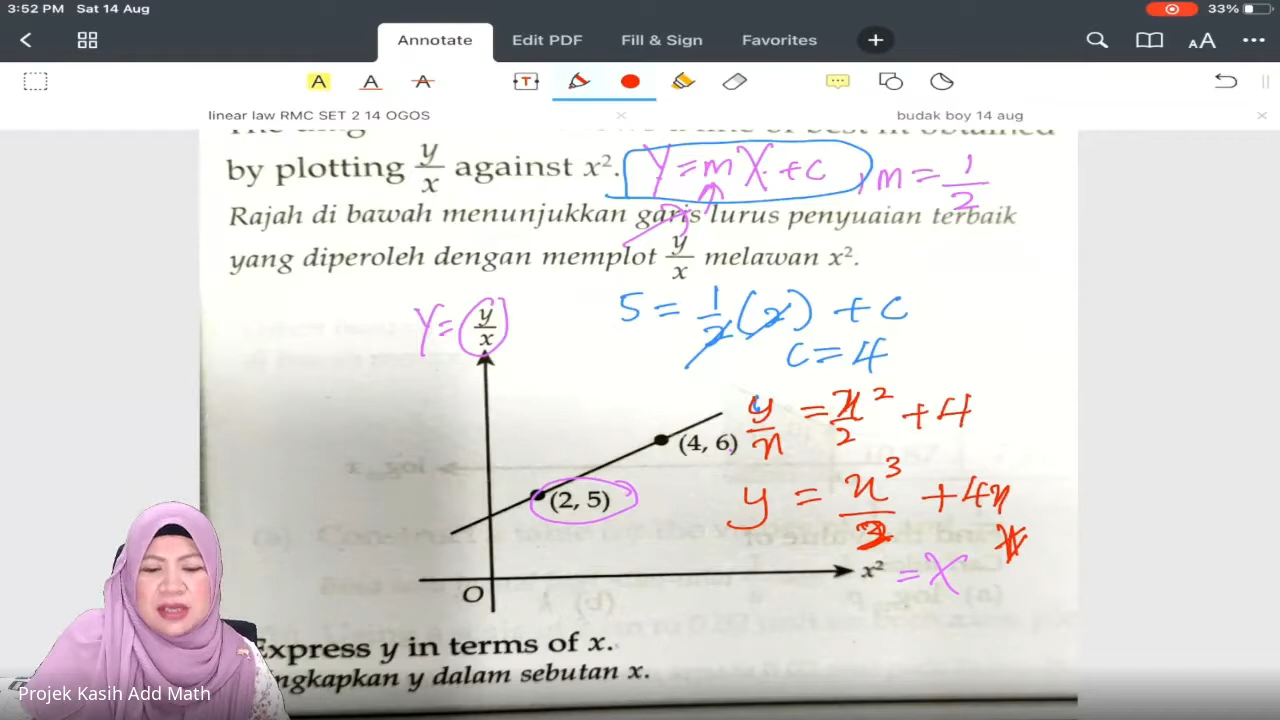 3:52 PM Sat 14 Aug
33%
Annotate
Edit PDF
Fill & Sign
Favorites
linear law RMC SET 2 14 OGOS
budak boy 14 aug
by plotting y/x against x².
Y = mX + c, m = 1/2
Rajah di bawah menunjukkan garis lurus penyuaian terbaik
yang diperoleh dengan memplot y/x melawan x².
Y = y/x
5 = 1/2 (2) + c
c = 4
y/x = x²/2 + 4
(4, 6)
y = x³/2 + 4x
(2, 5)
x² = X
O
Express y in terms of x.
ngkapkan y dalam sebutan x.
Projek Kasih Add Math